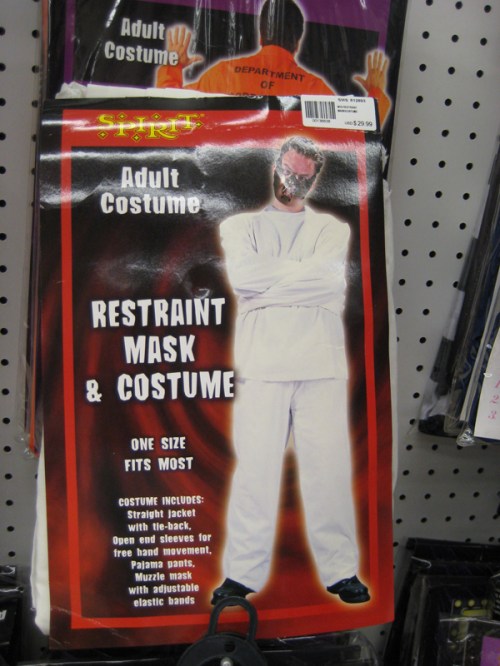 Adult
Costume
DEPARTMENT
OF
$29.99
SPIRIT
Adult
Costume
RESTRAINT
MASK
& COSTUME
ONE SIZE
FITS MOST
COSTUME INCLUDES:
Straight jacket
with tie-back,
Open end sleeves for
free hand movement,
Pajama pants,
Muzzle mask
with adjustable
elastic bands